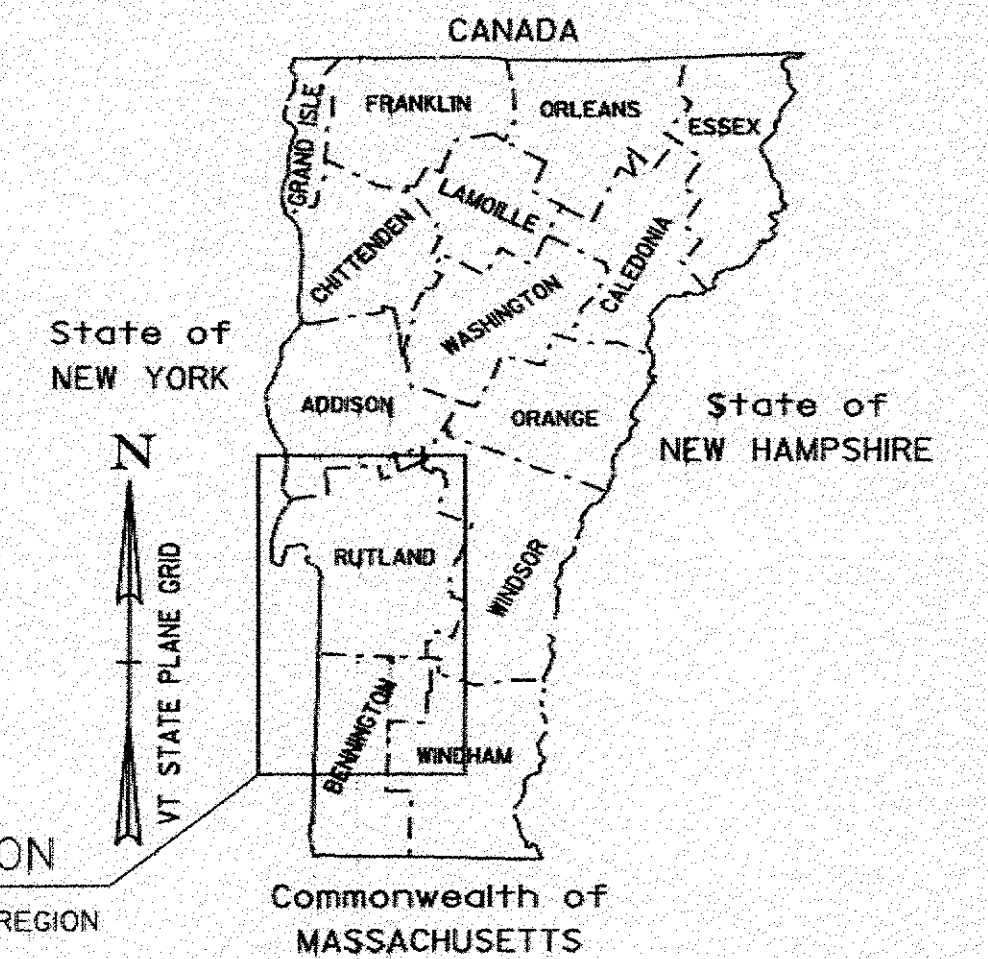 CANADA
GRAND ISLE
FRANKLIN
ORLEANS
ESSEX
LAMOILLE
CHITTENDEN
CALEDONIA
WASHINGTON
State of
NEW YORK
ADDISON
ORANGE
State of
NEW HAMPSHIRE
N
VT STATE PLANE GRID
RUTLAND
WINDSOR
BENNINGTON
WINDHAM
ON
REGION
Commonwealth of
MASSACHUSETTS